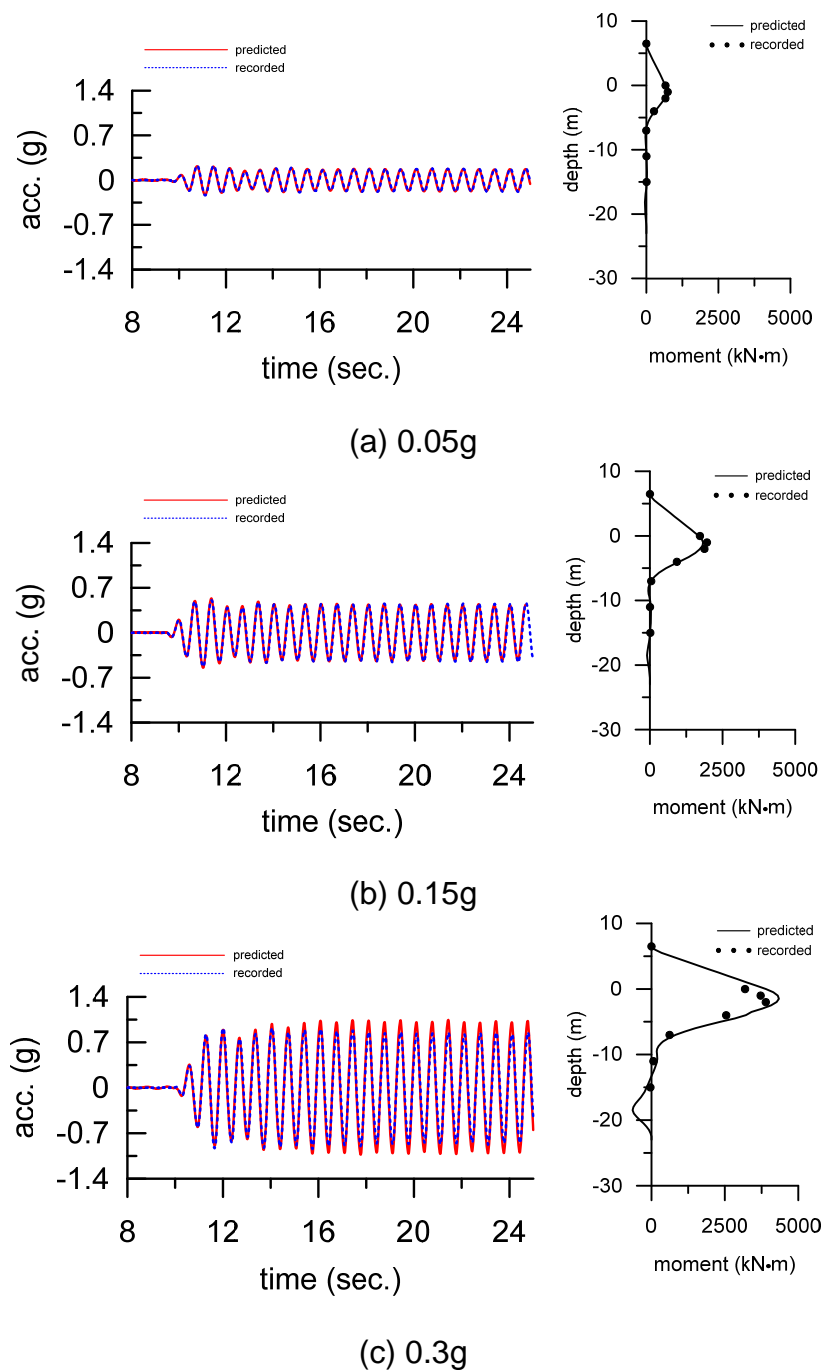 predicted
recorded
1.4
0.7
0
-0.7
-1.4
acc. (g)
8 12 16 20 24
time (sec.)
predicted
recorded
10
0
-10
-20
-30
depth (m)
0 2500 5000
moment (kN•m)
(a) 0.05g
predicted
recorded
1.4
0.7
0
-0.7
-1.4
acc. (g)
8 12 16 20 24
time (sec.)
predicted
recorded
10
0
-10
-20
-30
depth (m)
0 2500 5000
moment (kN•m)
(b) 0.15g
predicted
recorded
1.4
0.7
0
-0.7
-1.4
acc. (g)
8 12 16 20 24
time (sec.)
predicted
recorded
10
0
-10
-20
-30
depth (m)
0 2500 5000
moment (kN•m)
(c) 0.3g